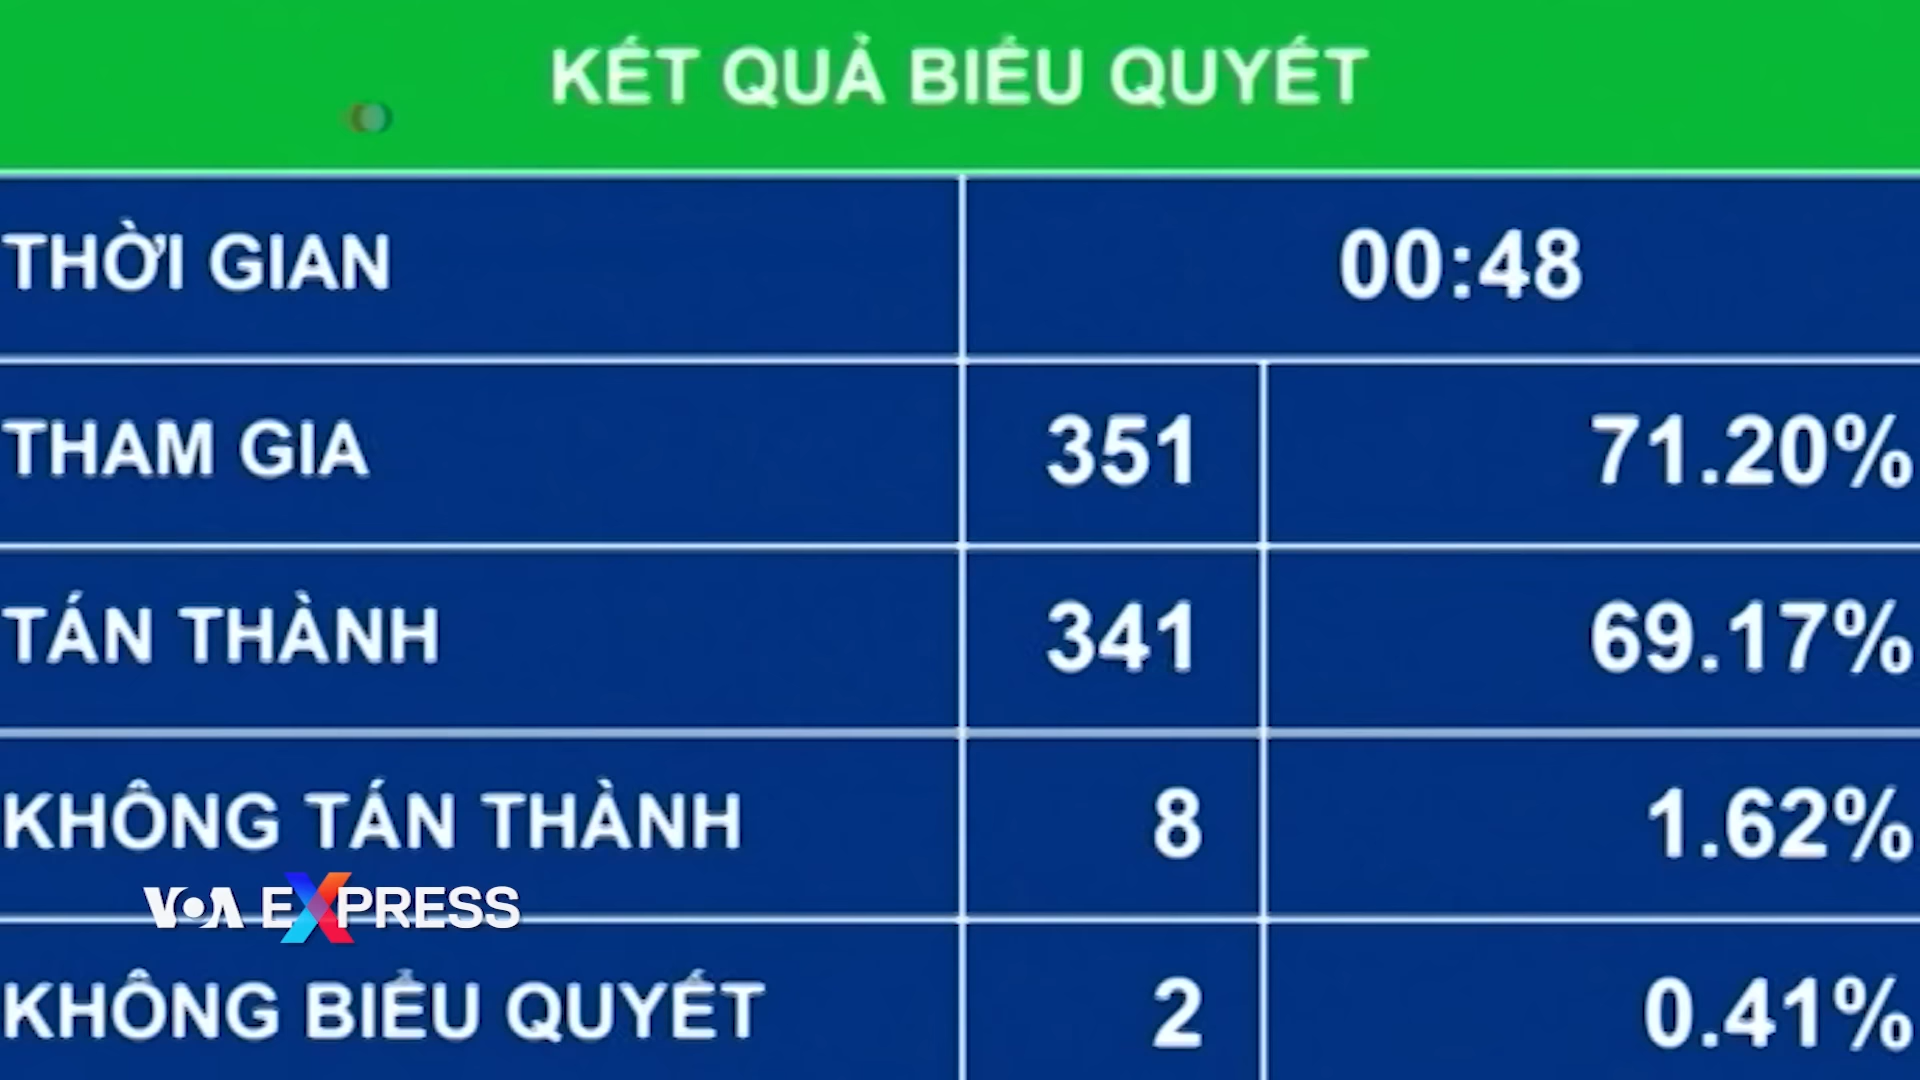 KẾT QUẢ BIỂU QUYẾT
THỜI GIAN 00:48
THAM GIA 351 71.20%
TÁN THÀNH 341 69.17%
KHÔNG TÁN THÀNH 8 1.62%
VOA EXPRESS
KHÔNG BIỂU QUYẾT 2 0.41%